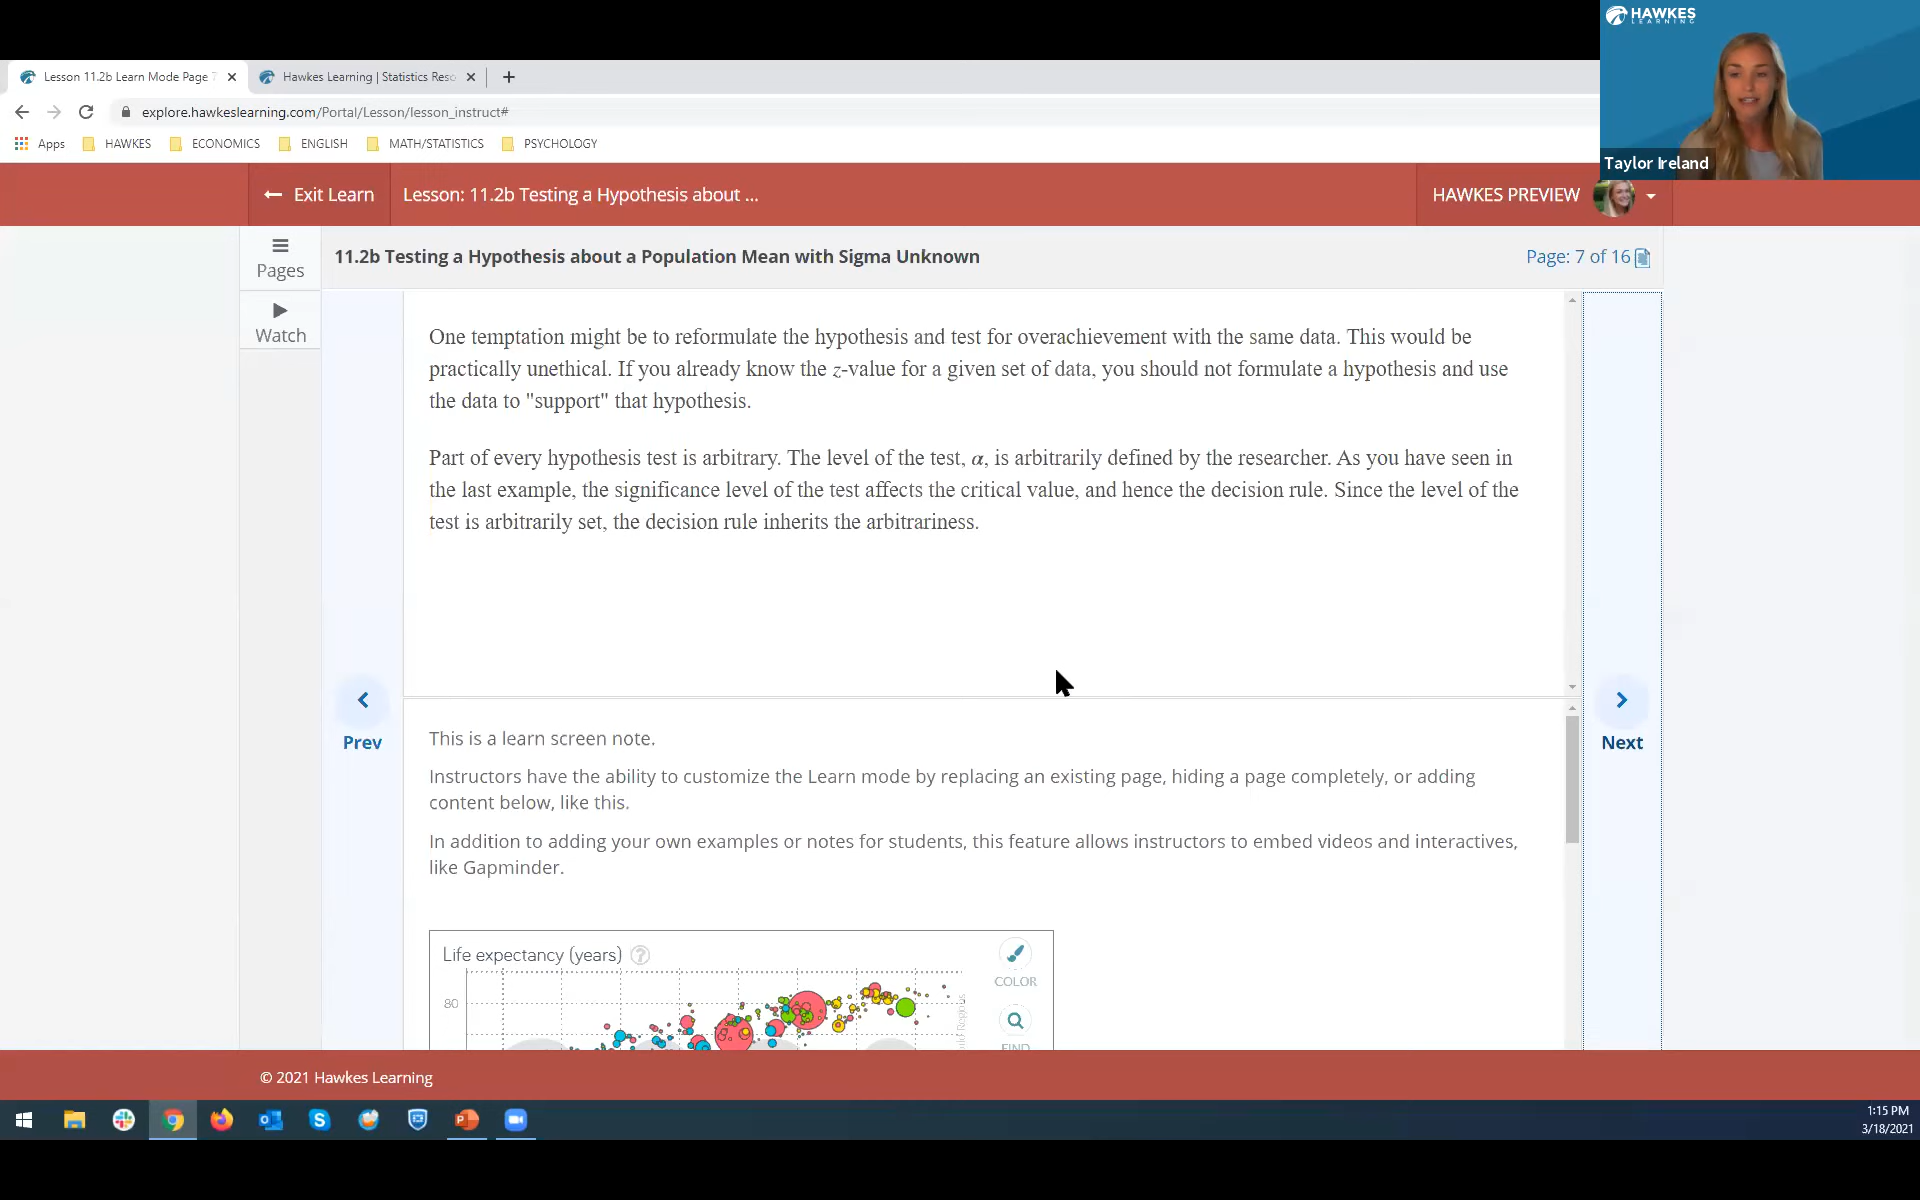 HAWKES
LEARNING
Taylor Ireland
Lesson 11.2b Learn Mode Page
Hawkes Learning | Statistics Reso
explore.hawkeslearning.com/Portal/Lesson/lesson_instruct#
Apps HAWKES ECONOMICS ENGLISH MATH/STATISTICS PSYCHOLOGY
Exit Learn Lesson: 11.2b Testing a Hypothesis about ... HAWKES PREVIEW
Pages
Watch
11.2b Testing a Hypothesis about a Population Mean with Sigma Unknown Page: 7 of 16
One temptation might be to reformulate the hypothesis and test for overachievement with the same data. This would be
practically unethical. If you already know the z-value for a given set of data, you should not formulate a hypothesis and use
the data to "support" that hypothesis.
Part of every hypothesis test is arbitrary. The level of the test, α, is arbitrarily defined by the researcher. As you have seen in
the last example, the significance level of the test affects the critical value, and hence the decision rule. Since the level of the
test is arbitrarily set, the decision rule inherits the arbitrariness.
Prev
Next
This is a learn screen note.
Instructors have the ability to customize the Learn mode by replacing an existing page, hiding a page completely, or adding
content below, like this.
In addition to adding your own examples or notes for students, this feature allows instructors to embed videos and interactives,
like Gapminder.
Life expectancy (years) ?
COLOR
80
FIND
© 2021 Hawkes Learning
1:15 PM
3/18/2021